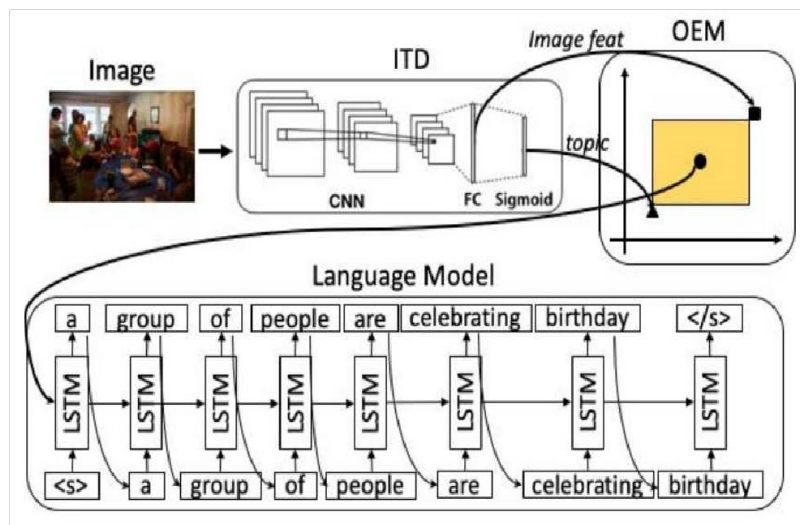 Image
ITD
Image feat
OEM
topic
CNN
FC
Sigmoid
Language Model
a group of people are celebrating birthday </s>
LSTM LSTM LSTM LSTM LSTM LSTM LSTM LSTM
<s> a group of people are celebrating birthday